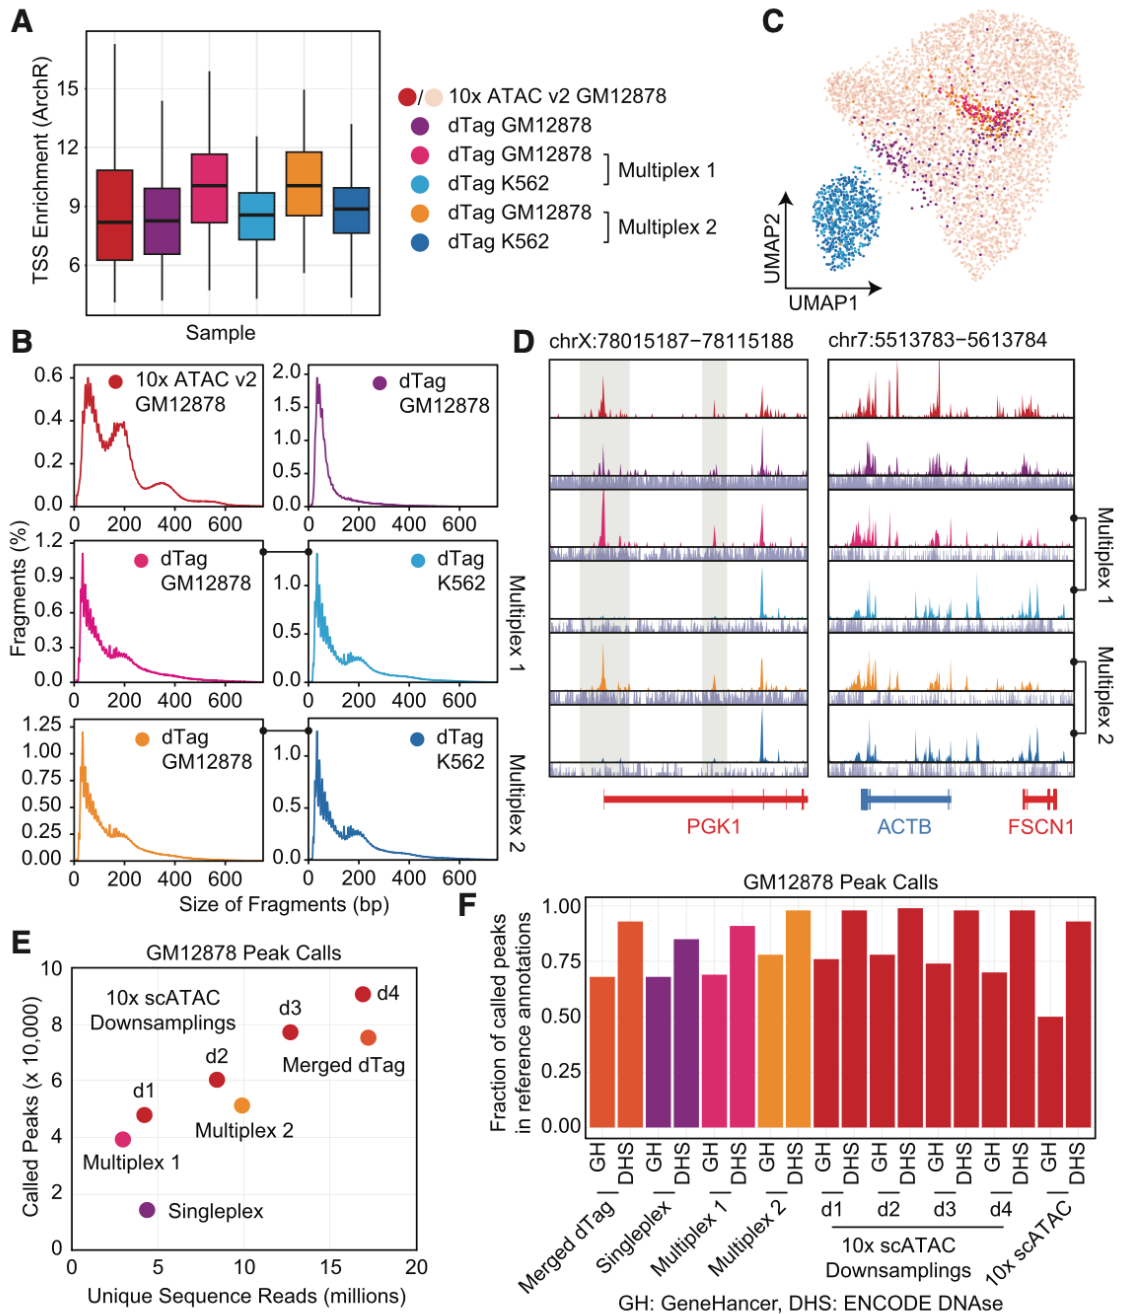 A
TSS Enrichment (ArchR)
15
12
9
6
Sample
/ 10x ATAC v2 GM12878
dTag GM12878
dTag GM12878
dTag K562
Multiplex 1
dTag GM12878
dTag K562
Multiplex 2
C
UMAP2
UMAP1
B
Fragments (%)
0.6
0.4
0.2
0.0
0 200 400 600
10x ATAC v2
GM12878
2.0
1.5
1.0
0.5
0.0
0 200 400 600
dTag
GM12878
1.2
0.9
0.6
0.3
0.0
0 200 400 600
dTag
GM12878
1.0
0.5
0.0
0 200 400 600
dTag
K562
Multiplex 1
1.25
1.00
0.75
0.50
0.25
0.00
0 200 400 600
dTag
GM12878
1.0
0.5
0.0
0 200 400 600
dTag
K562
Multiplex 2
Size of Fragments (bp)
D
chrX:78015187–78115188
chr7:5513783–5613784
Multiplex 1
Multiplex 2
PGK1
ACTB
FSCN1
E
GM12878 Peak Calls
Called Peaks (x 10,000)
10
8
6
4
2
0
0 5 10 15 20
Unique Sequence Reads (millions)
10x scATAC
Downsamplings
d4
d3
Merged dTag
d2
d1
Multiplex 2
Multiplex 1
Singleplex
F
GM12878 Peak Calls
Fraction of called peaks
in reference annotations
1.00
0.75
0.50
0.25
0.00
GH DHS GH DHS GH DHS GH DHS GH DHS GH DHS GH DHS GH DHS GH DHS
Merged dTag
Singleplex
Multiplex 1
Multiplex 2
d1 d2 d3 d4
10x scATAC
Downsamplings
10x scATAC
GH: GeneHancer, DHS: ENCODE DNAse